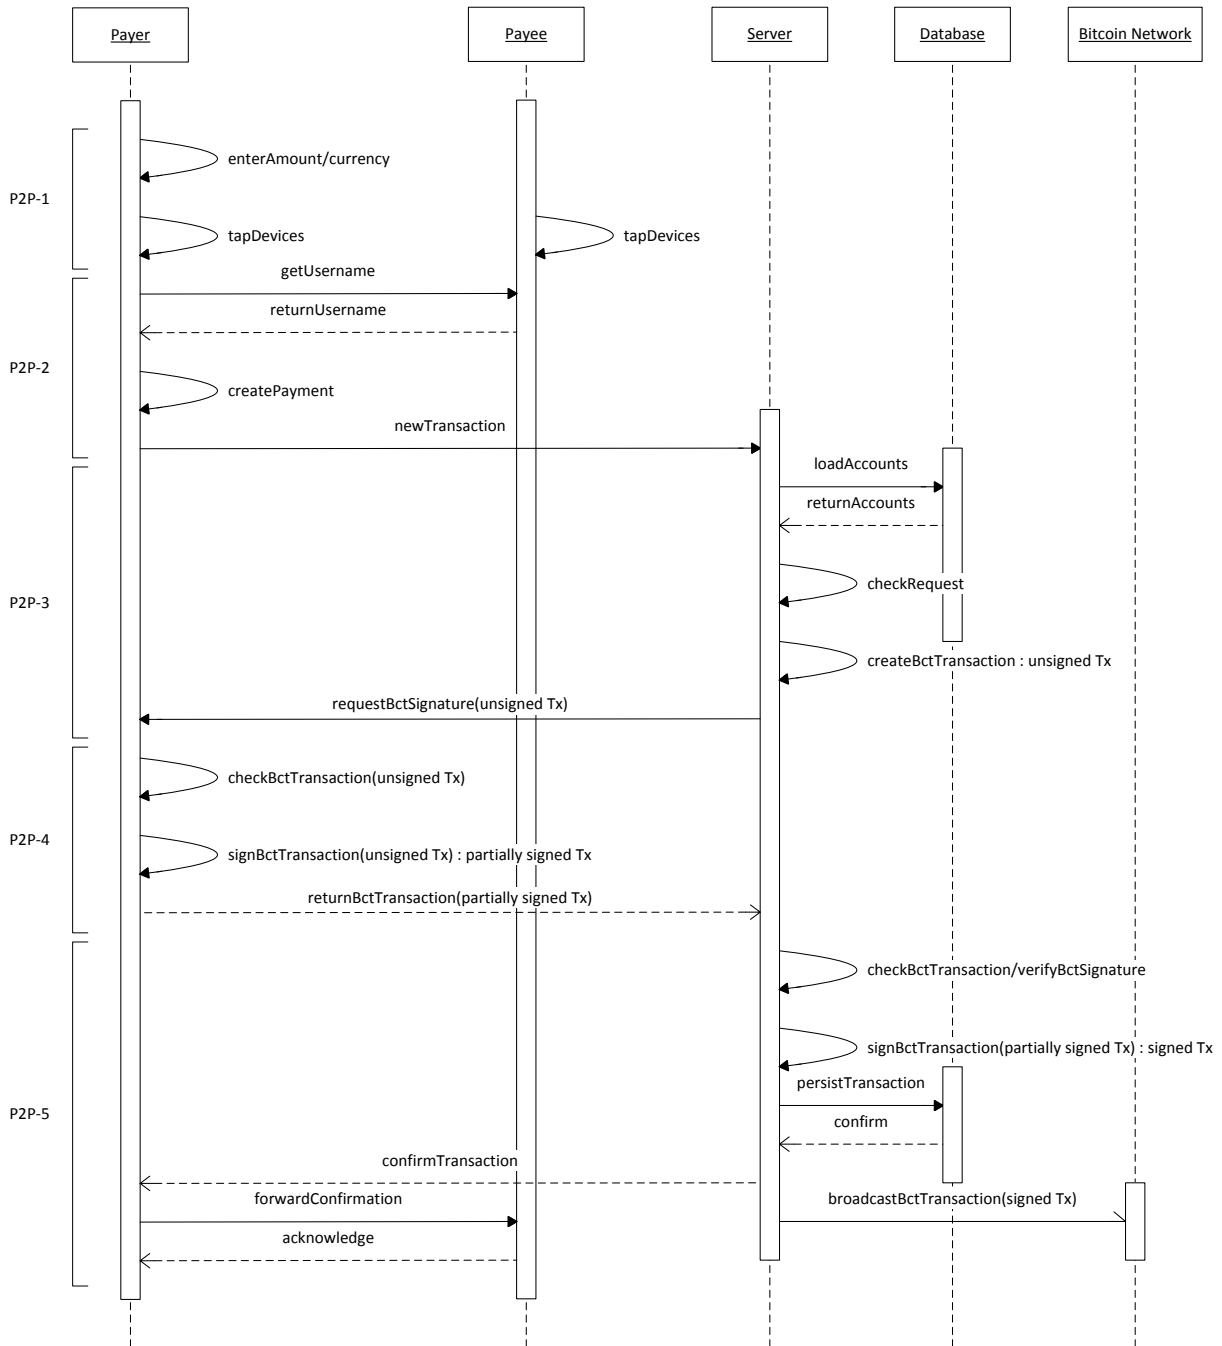 Payer
Payee
Server
Database
Bitcoin Network
enterAmount/currency
P2P-1
tapDevices
tapDevices
getUsername
returnUsername
P2P-2
createPayment
newTransaction
loadAccounts
returnAccounts
checkRequest
P2P-3
createBctTransaction : unsigned Tx
requestBctSignature(unsigned Tx)
checkBctTransaction(unsigned Tx)
P2P-4
signBctTransaction(unsigned Tx) : partially signed Tx
returnBctTransaction(partially signed Tx)
checkBctTransaction/verifyBctSignature
signBctTransaction(partially signed Tx) : signed Tx
persistTransaction
P2P-5
confirm
confirmTransaction
forwardConfirmation
broadcastBctTransaction(signed Tx)
acknowledge